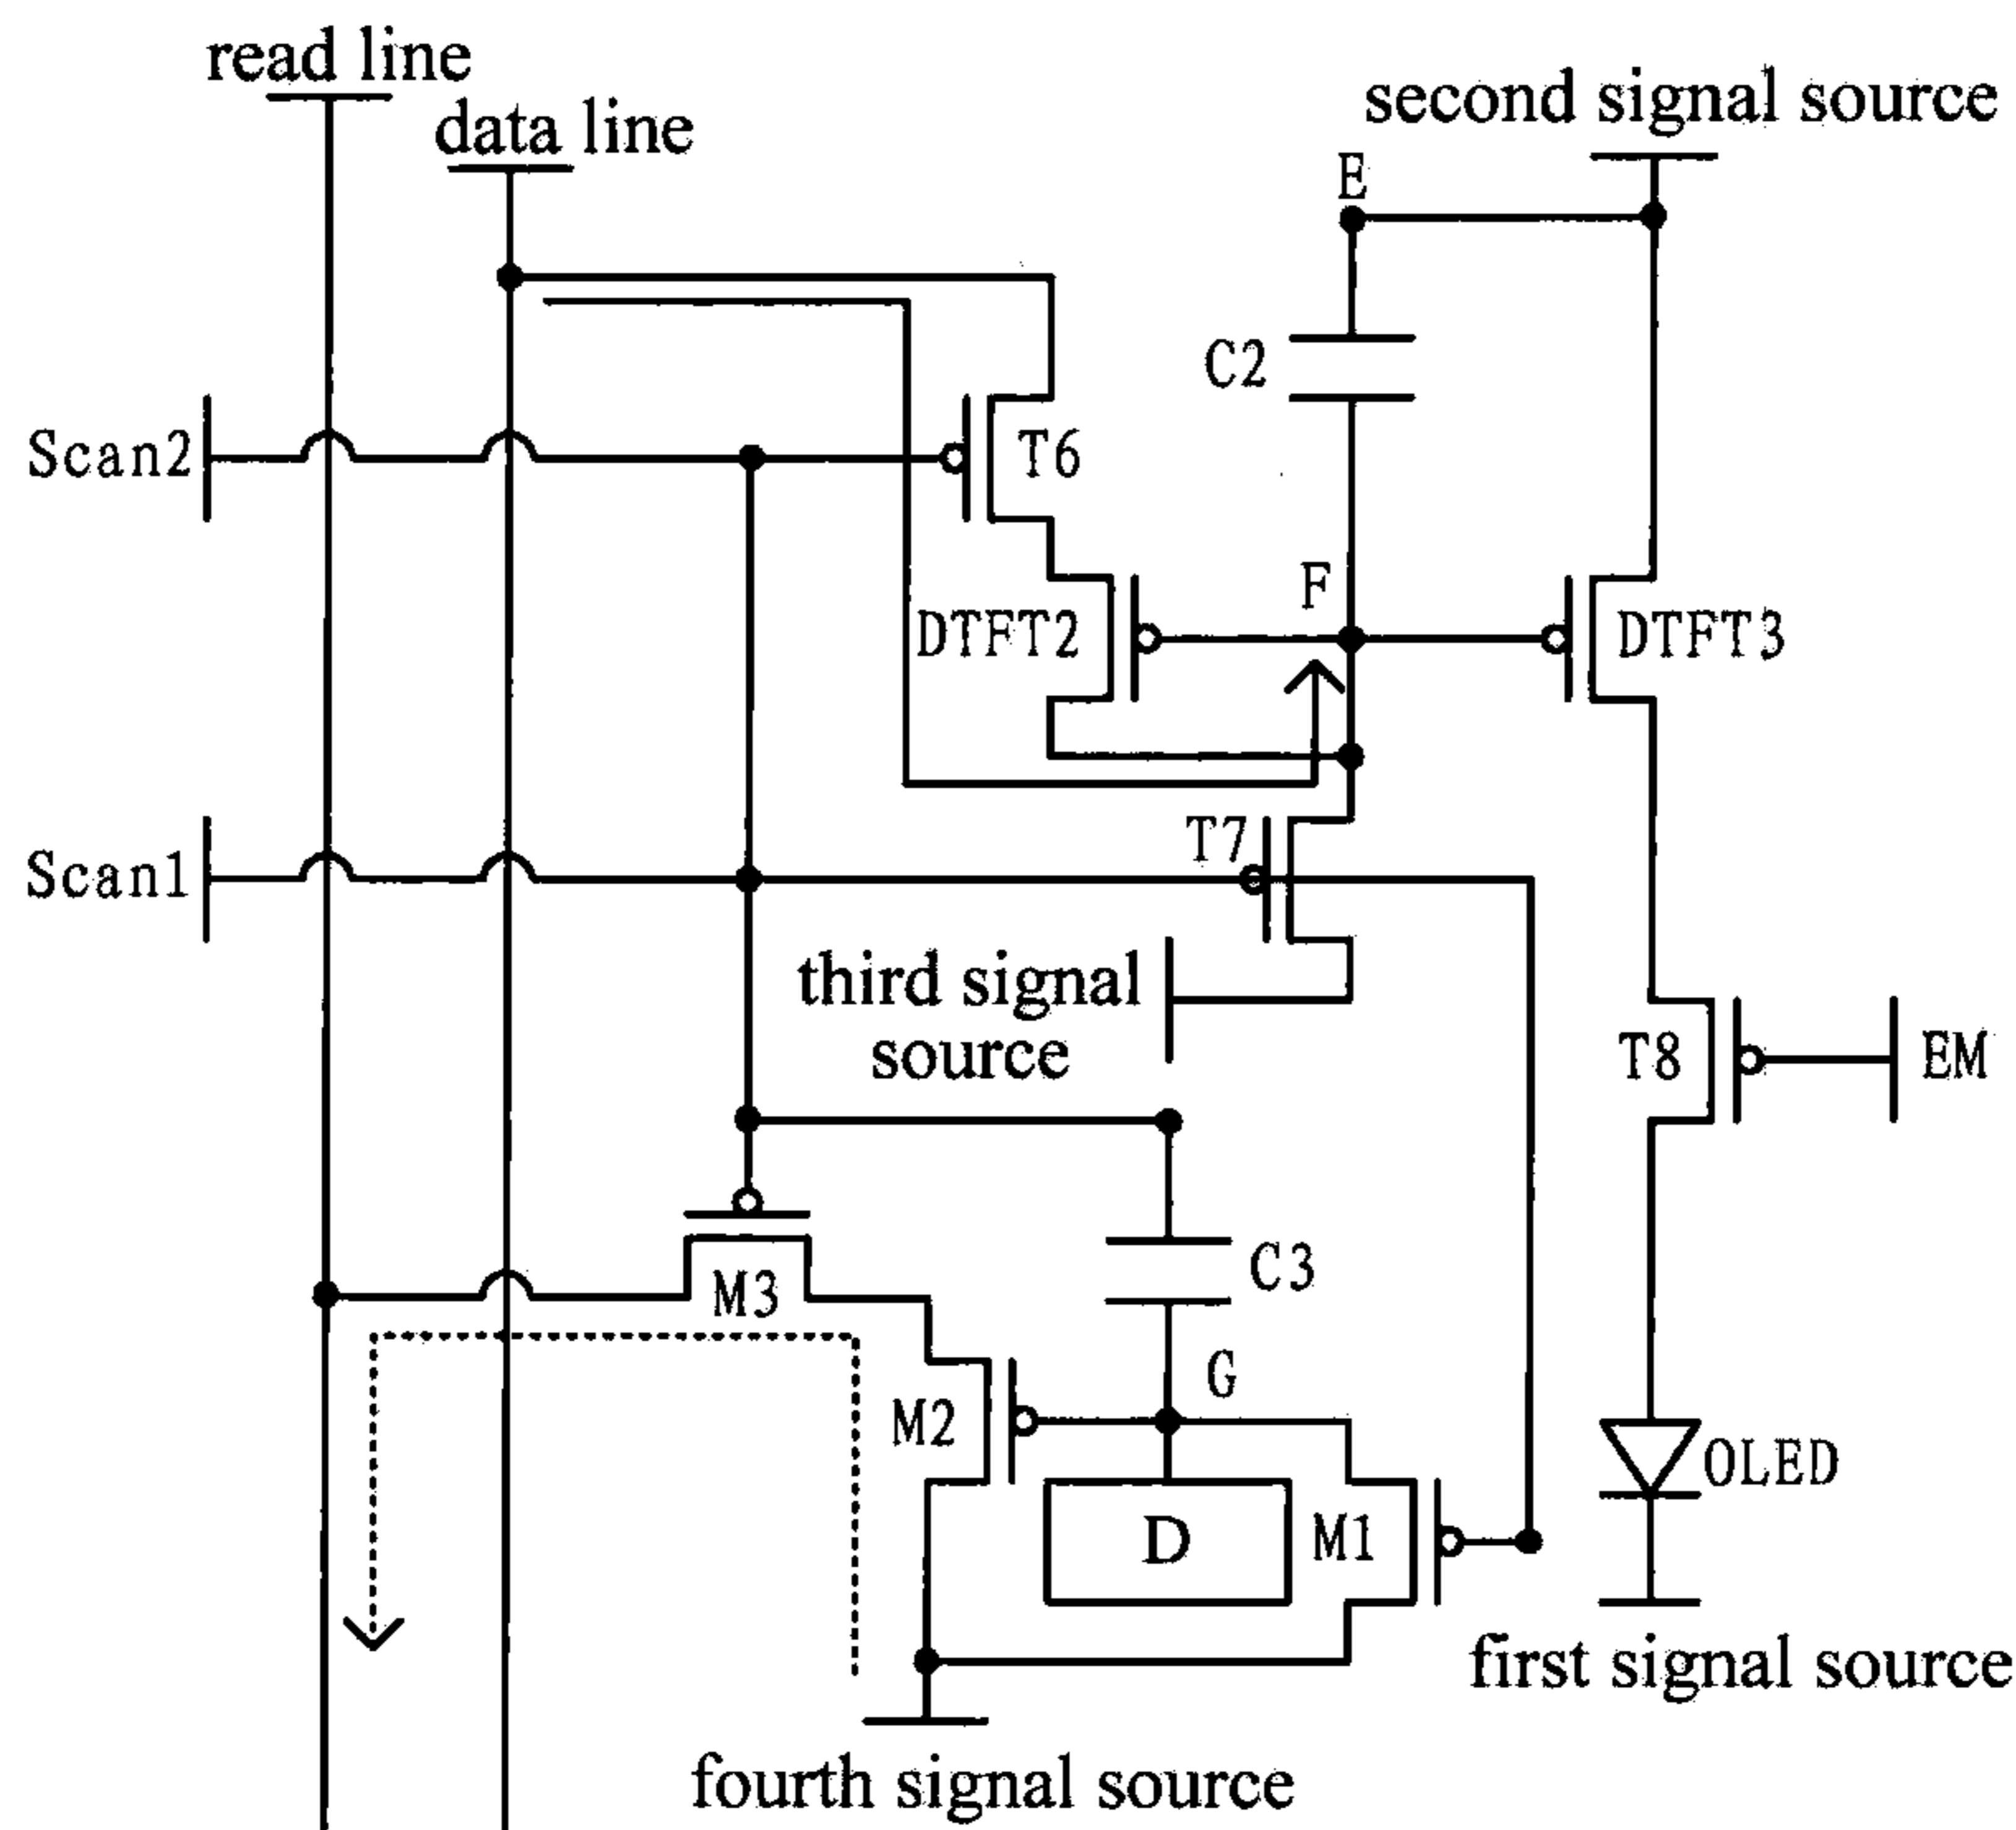 read line
data line
second signal source
E
C2
Scan2
T6
F
DTFT2
DTFT3
T7
Scan1
third signal
source
T8
EM
C3
M3
G
M2
OLED
D
M1
first signal source
fourth signal source